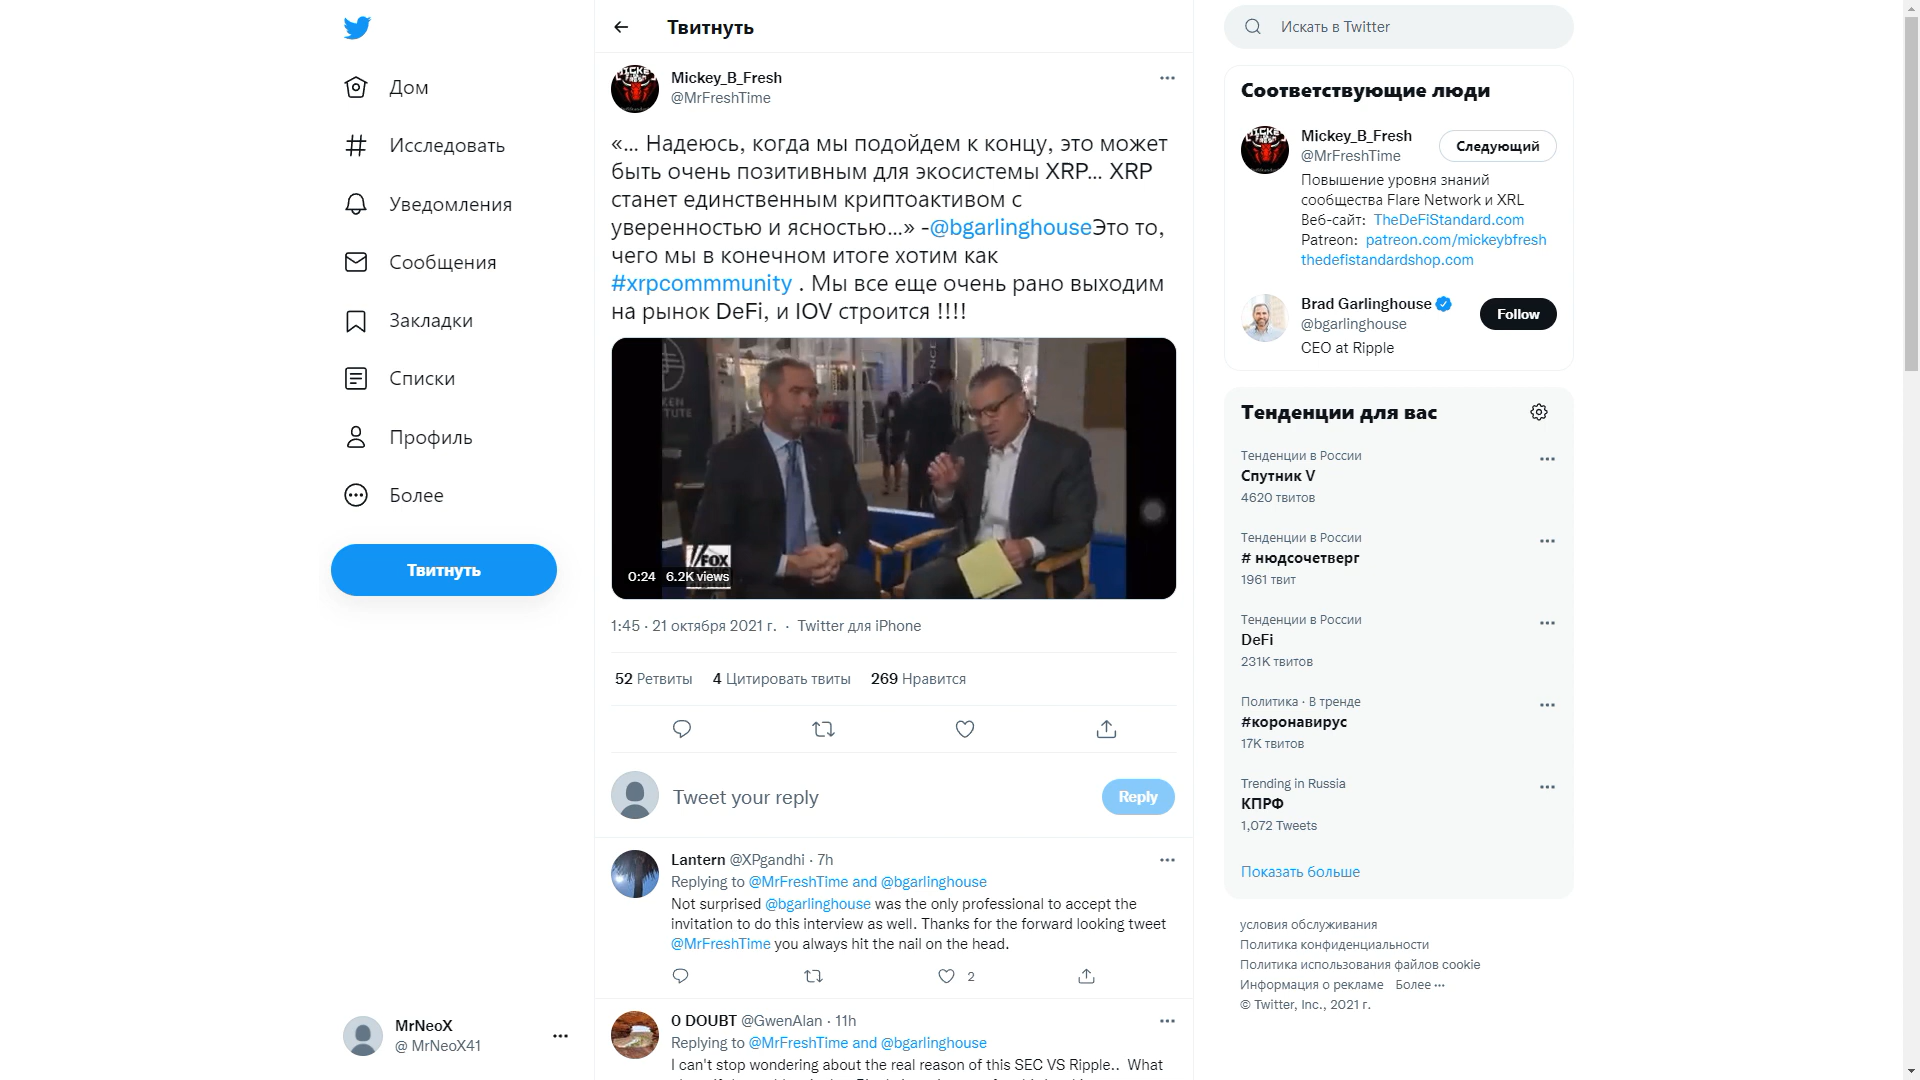 Твитнуть
Искать в Twitter
Дом
Исследовать
Уведомления
Сообщения
Закладки
Списки
Профиль
Более
Твитнуть
MrNeoX
@ MrNeoX41
Mickey_B_Fresh
@MrFreshTime
«... Надеюсь, когда мы подойдем к концу, это может
быть очень позитивным для экосистемы XRP... XRP
станет единственным криптоактивом с
уверенностью и ясностью...» -@bgarlinghouseЭто то,
чего мы в конечном итоге хотим как
#xrpcommmunity . Мы все еще очень рано выходим
на рынок DeFi, и IOV строится !!!!
FOX
0:24 6.2K views
1:45 · 21 октября 2021 г. · Twitter для iPhone
52 Ретвиты 4 Цитировать твиты 269 Нравится
Tweet your reply
Reply
Lantern @XPgandhi · 7h
Replying to @MrFreshTime and @bgarlinghouse
Not surprised @bgarlinghouse was the only professional to accept the
invitation to do this interview as well. Thanks for the forward looking tweet
@MrFreshTime you always hit the nail on the head.
2
0 DOUBT @GwenAlan · 11h
Replying to @MrFreshTime and @bgarlinghouse
I can't stop wondering about the real reason of this SEC VS Ripple.. What
Соответствующие люди
Mickey_B_Fresh
@MrFreshTime
Следующий
Повышение уровня знаний
сообщества Flare Network и XRL
Веб-сайт: TheDeFiStandard.com
Patreon: patreon.com/mickeybfresh
thedefistandardshop.com
Brad Garlinghouse
@bgarlinghouse
Follow
CEO at Ripple
Тенденции для вас
Тенденции в России
Спутник V
4620 твитов
Тенденции в России
# нюдсочетверг
1961 твит
Тенденции в России
DeFi
231K твитов
Политика · В тренде
#коронавирус
17K твитов
Trending in Russia
КПРФ
1,072 Tweets
Показать больше
условия обслуживания
Политика конфиденциальности
Политика использования файлов cookie
Информация о рекламе Более ···
© Twitter, Inc., 2021 г.